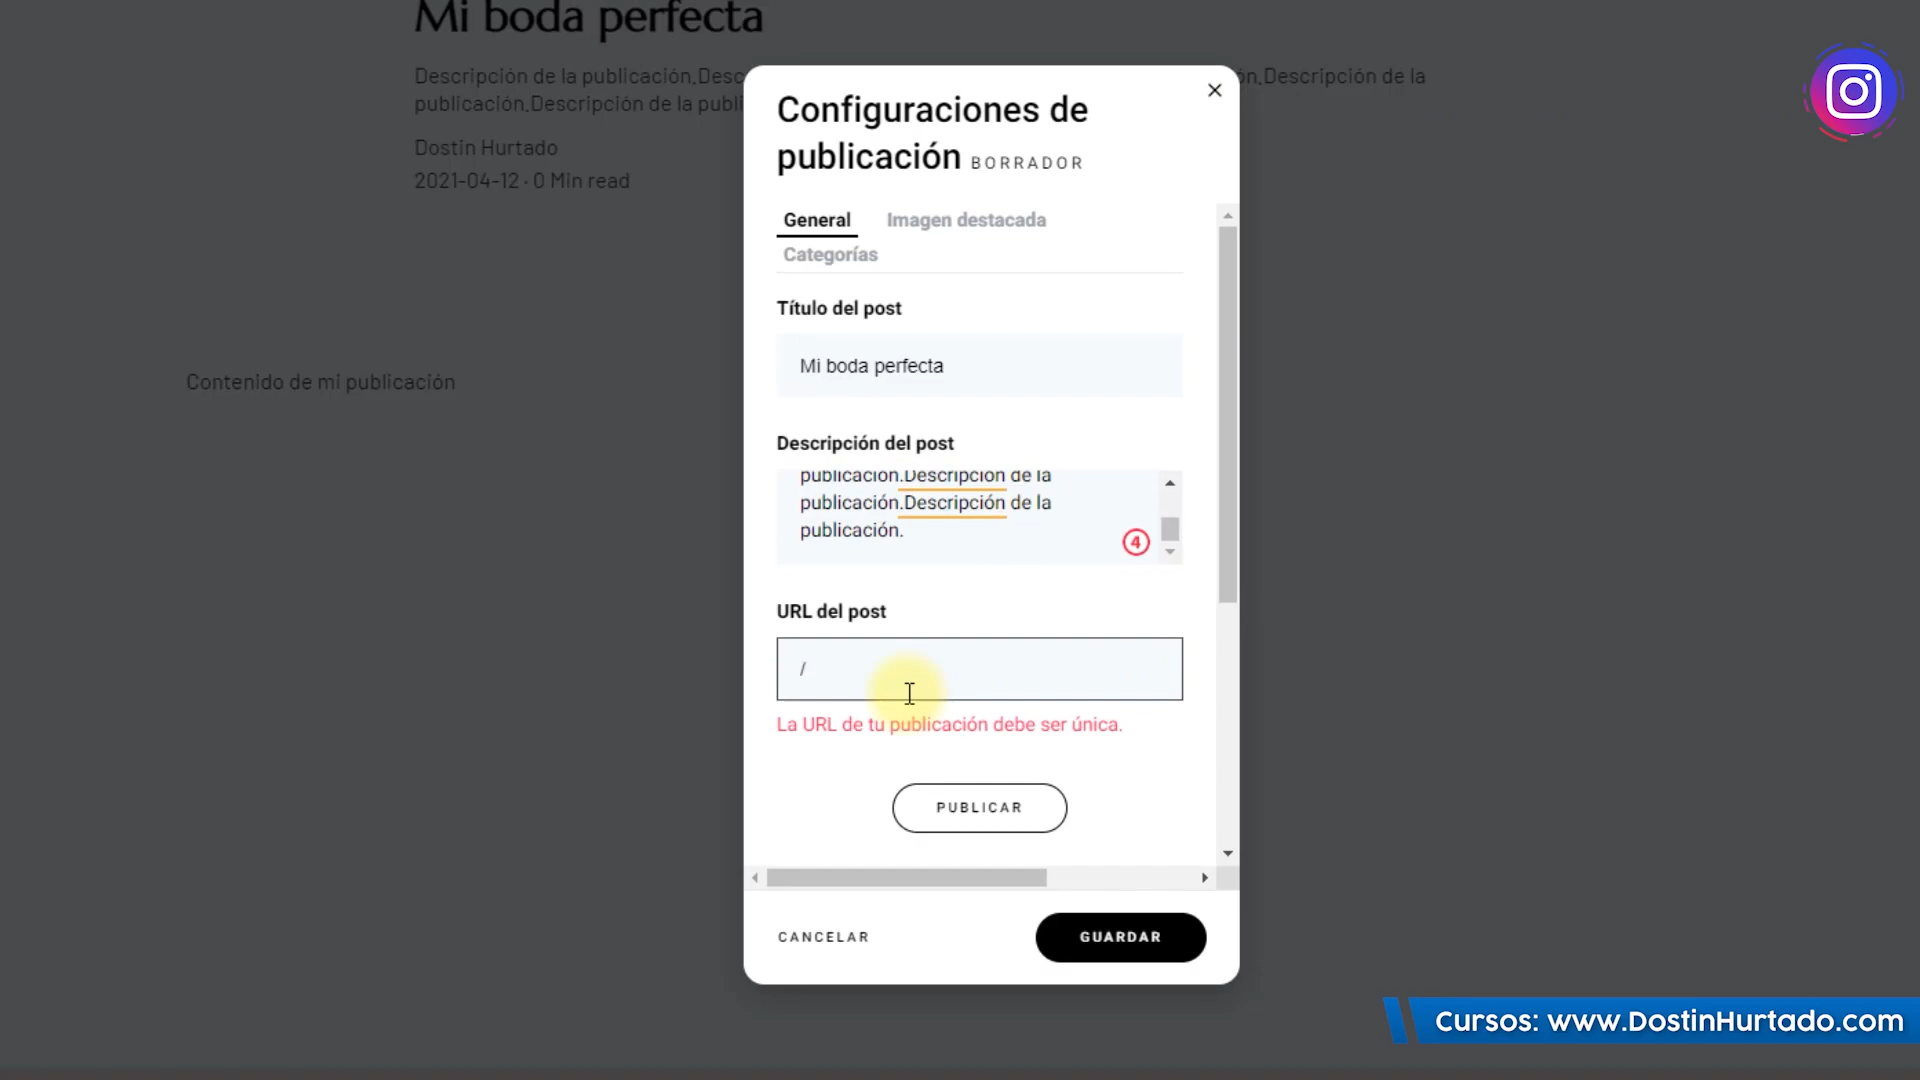 Mi boda perfecta
Descripción de la publicación.Desc
ón.Descripción de la
publicación.Descripción de la publi
Dostin Hurtado
2021-04-12 · 0 Min read
Contenido de mi publicación
Configuraciones de
publicación BORRADOR
General Imagen destacada
Categorías
Título del post
Mi boda perfecta
Descripción del post
publicación.Descripción de la
publicación.Descripción de la
publicación.
4
URL del post
/
La URL de tu publicación debe ser única.
PUBLICAR
CANCELAR GUARDAR
Cursos: www.DostinHurtado.com